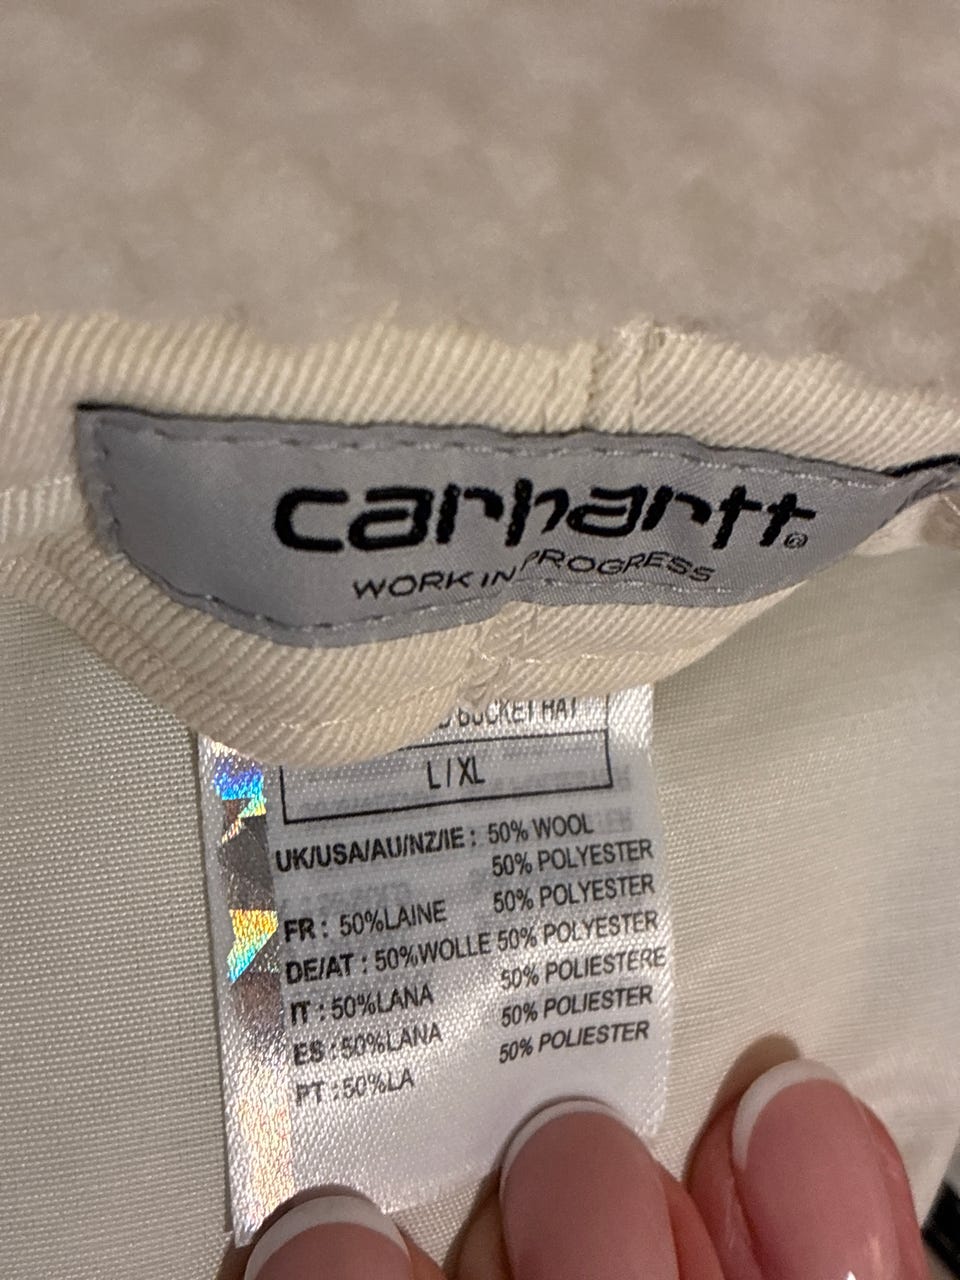 carhartt®
WORK IN PROGRESS
BUCKET HAT
L / XL
UK/USA/AU/NZ/IE : 50% WOOL
50% POLYESTER
FR : 50%LAINE 50% POLYESTER
DE/AT : 50%WOLLE 50% POLYESTER
IT : 50%LANA 50% POLIESTERE
ES : 50%LANA 50% POLIESTER
PT : 50%LA 50% POLIESTER